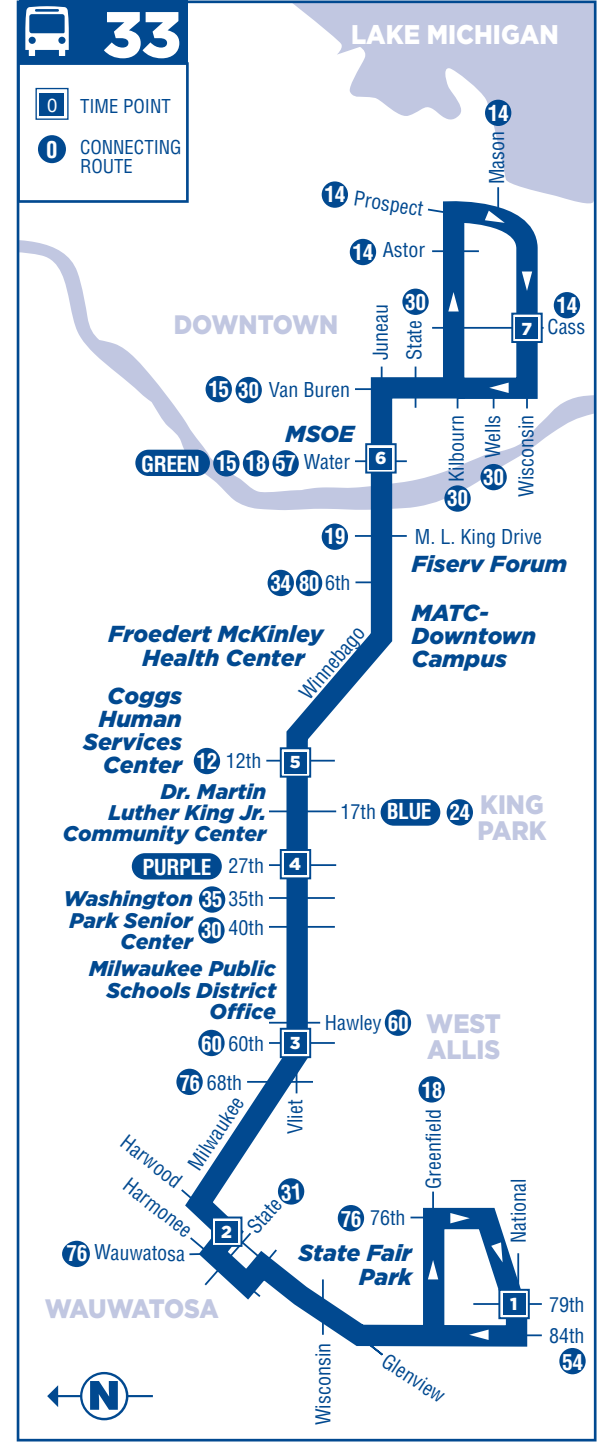 33
LAKE MICHIGAN
0 TIME POINT
0 CONNECTING
ROUTE
14
Mason
14 Prospect
14 Astor
30
14
DOWNTOWN
Juneau
State
7 Cass
15 30 Van Buren
MSOE
GREEN 15 18 57 Water
6
Kilbourn
30
Wells
30
Wisconsin
19
M. L. King Drive
Fiserv Forum
34 80 6th
MATC-
Downtown
Campus
Froedert McKinley
Health Center
Winnebago
Coggs
Human
Services
Center
12 12th
5
Dr. Martin
Luther King Jr.
Community Center
17th BLUE 24
KING
PARK
PURPLE 27th
4
Washington
Park Senior
Center
35 35th
30 40th
Milwaukee Public
Schools District
Office
Hawley 60
WEST
ALLIS
60 60th
3
76 68th
Vliet
18
Greenfield
Milwaukee
Harwood
Harmonee
2
State 31
76 Wauwatosa
76 76th
National
State Fair
Park
1
79th
84th
54
WAUWATOSA
Wisconsin
Glenview
N